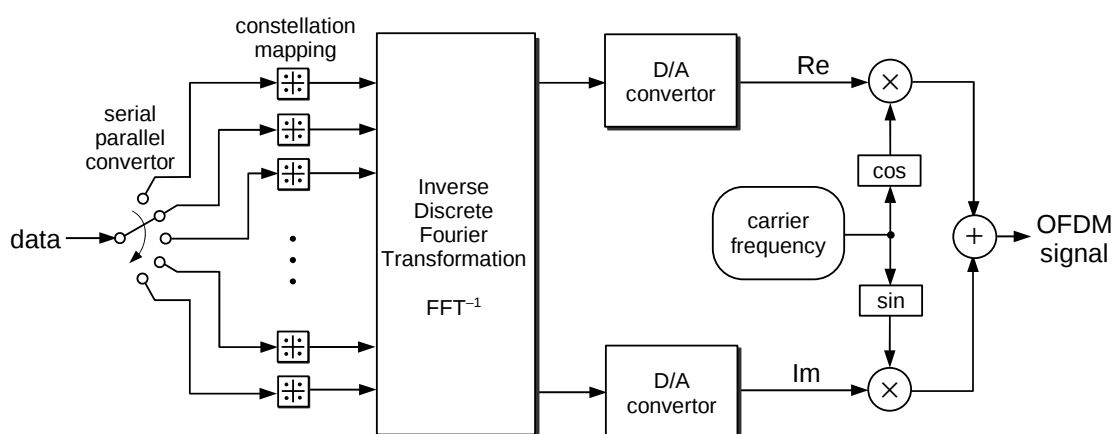 constellation
mapping
serial
parallel
convertor
data
Inverse
Discrete
Fourier
Transformation
FFT⁻¹
D/A
convertor
Re
×
cos
carrier
frequency
+
OFDM
signal
sin
D/A
convertor
Im
×